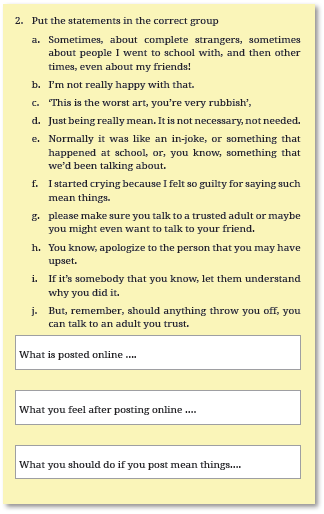 2. Put the statements in the correct group
a. Sometimes, about complete strangers, sometimes
about people I went to school with, and then other
times, even about my friends!
b. I'm not really happy with that.
c. ‘This is the worst art, you're very rubbish’,
d. Just being really mean. It is not necessary, not needed.
e. Normally it was like an in-joke, or something that
happened at school, or, you know, something that
we'd been talking about.
f. I started crying because I felt so guilty for saying such
mean things.
g. please make sure you talk to a trusted adult or maybe
you might even want to talk to your friend.
h. You know, apologize to the person that you may have
upset.
i. If it's somebody that you know, let them understand
why you did it.
j. But, remember, should anything throw you off, you
can talk to an adult you trust.
What is posted online ....
What you feel after posting online ....
What you should do if you post mean things....